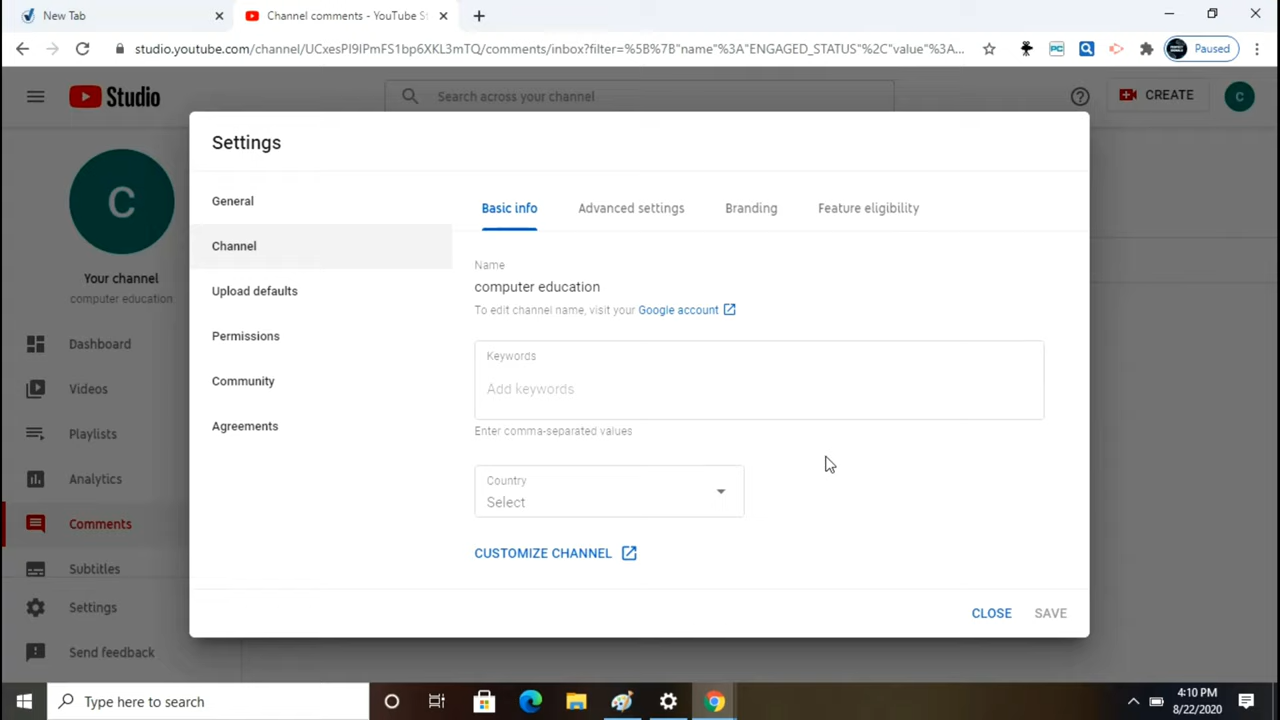 New Tab
Channel comments - YouTube St
studio.youtube.com/channel/UCxesPI9IPmFS1bp6XKL3mTQ/comments/inbox?filter=%5B%7B"name"%3A"ENGAGED_STATUS"%2C"value"%3A...
PC
Paused
Studio
Search across your channel
CREATE
C
C
Your channel
computer education
Dashboard
Videos
Playlists
Analytics
Comments
Subtitles
Settings
Send feedback
Settings
General
Channel
Upload defaults
Permissions
Community
Agreements
Basic info
Advanced settings
Branding
Feature eligibility
Name
computer education
To edit channel name, visit your Google account
Keywords
Add keywords
Enter comma-separated values
Country
Select
CUSTOMIZE CHANNEL
CLOSE
SAVE
Type here to search
4:10 PM
8/22/2020